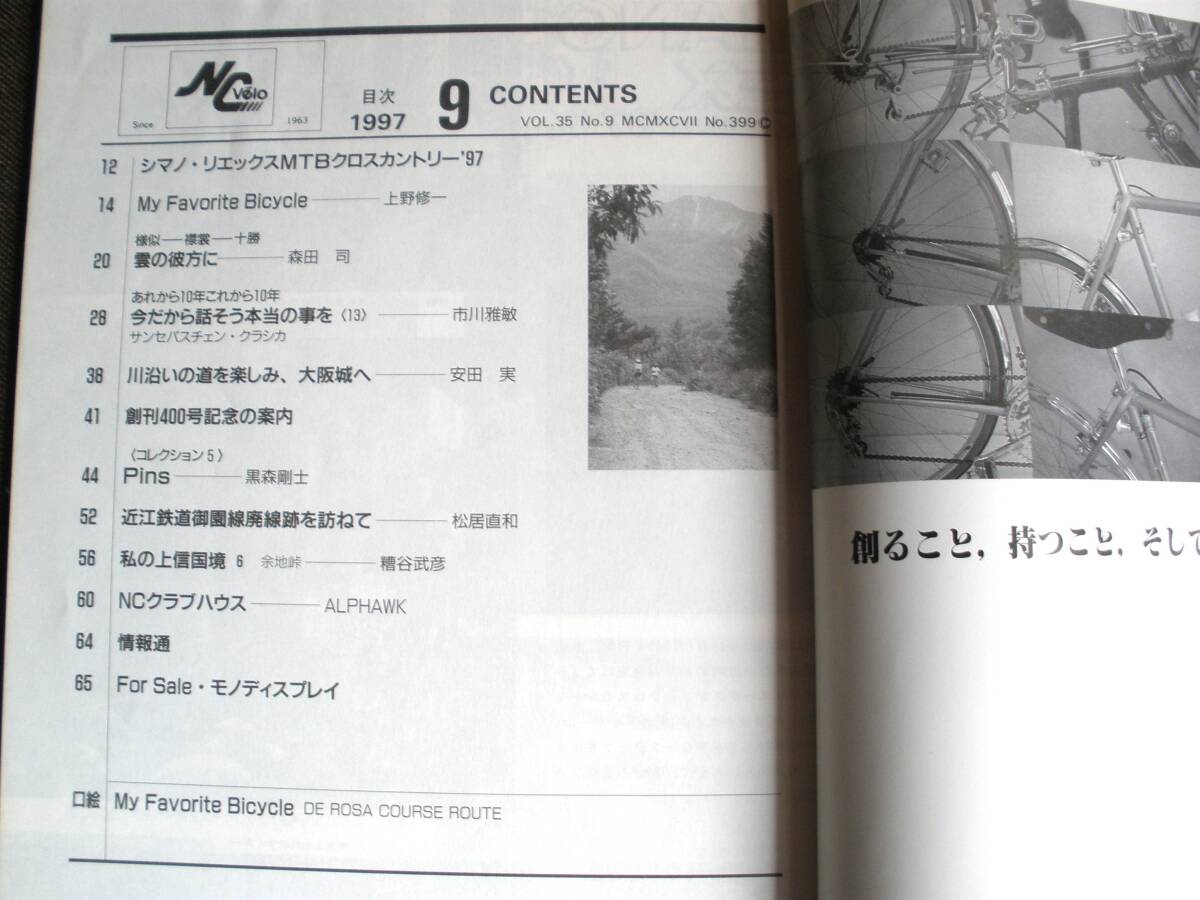 NC vélo
Since 1963
目次
1997
9 CONTENTS
VOL.35 No.9 MCMXCVII No.399
12 シマノ・リエックスMTBクロスカントリー'97
14 My Favorite Bicycle――上野修一
様似―襟裳―十勝
20 雲の彼方に――森田 司
あれから10年これから10年
28 今だから話そう本当の事を〈13〉――市川雅敏
サンセバスチェン・クラシカ
38 川沿いの道を楽しみ、大阪城へ――安田 実
41 創刊400号記念の案内
〈コレクション5〉
44 Pins――黒森剛士
52 近江鉄道御園線廃線跡を訪ねて――松居直和
56 私の上信国境 6 余地峠――糟谷武彦
60 NCクラブハウス――ALPHAWK
64 情報通
65 For Sale・モノディスプレイ
口絵 My Favorite Bicycle DE ROSA COURSE ROUTE
創ること，持つこと，そして